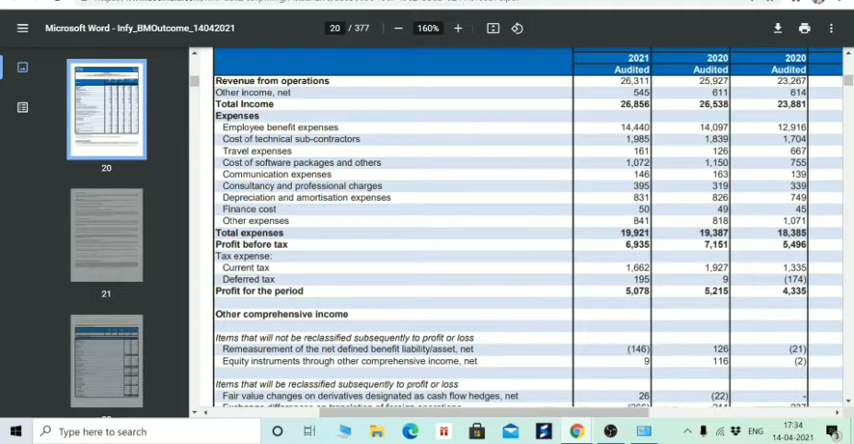 Microsoft Word - Infy_BMOutcome_14042021 20 / 377 − 160% +
2021 2020 2020
Audited Audited Audited
Revenue from operations 26,311 25,927 23,267
Other income, net 545 611 614
Total Income 26,856 26,538 23,881
Expenses
Employee benefit expenses 14,440 14,097 12,916
Cost of technical sub-contractors 1,985 1,839 1,704
Travel expenses 161 126 667
Cost of software packages and others 1,072 1,150 755
Communication expenses 146 163 139
Consultancy and professional charges 395 319 339
Depreciation and amortisation expenses 831 826 749
Finance cost 50 49 45
Other expenses 841 818 1,071
Total expenses 19,921 19,387 18,385
Profit before tax 6,935 7,151 5,496
Tax expense:
Current tax 1,662 1,927 1,335
Deferred tax 195 9 (174)
Profit for the period 5,078 5,215 4,335
Other comprehensive income
Items that will not be reclassified subsequently to profit or loss
Remeasurement of the net defined benefit liability/asset, net (146) 126 (21)
Equity instruments through other comprehensive income, net 9 116 (2)
Items that will be reclassified subsequently to profit or loss
Fair value changes on derivatives designated as cash flow hedges, net 26 (22) -
20
21
Type here to search
ENG 17:34
14-04-2021
3